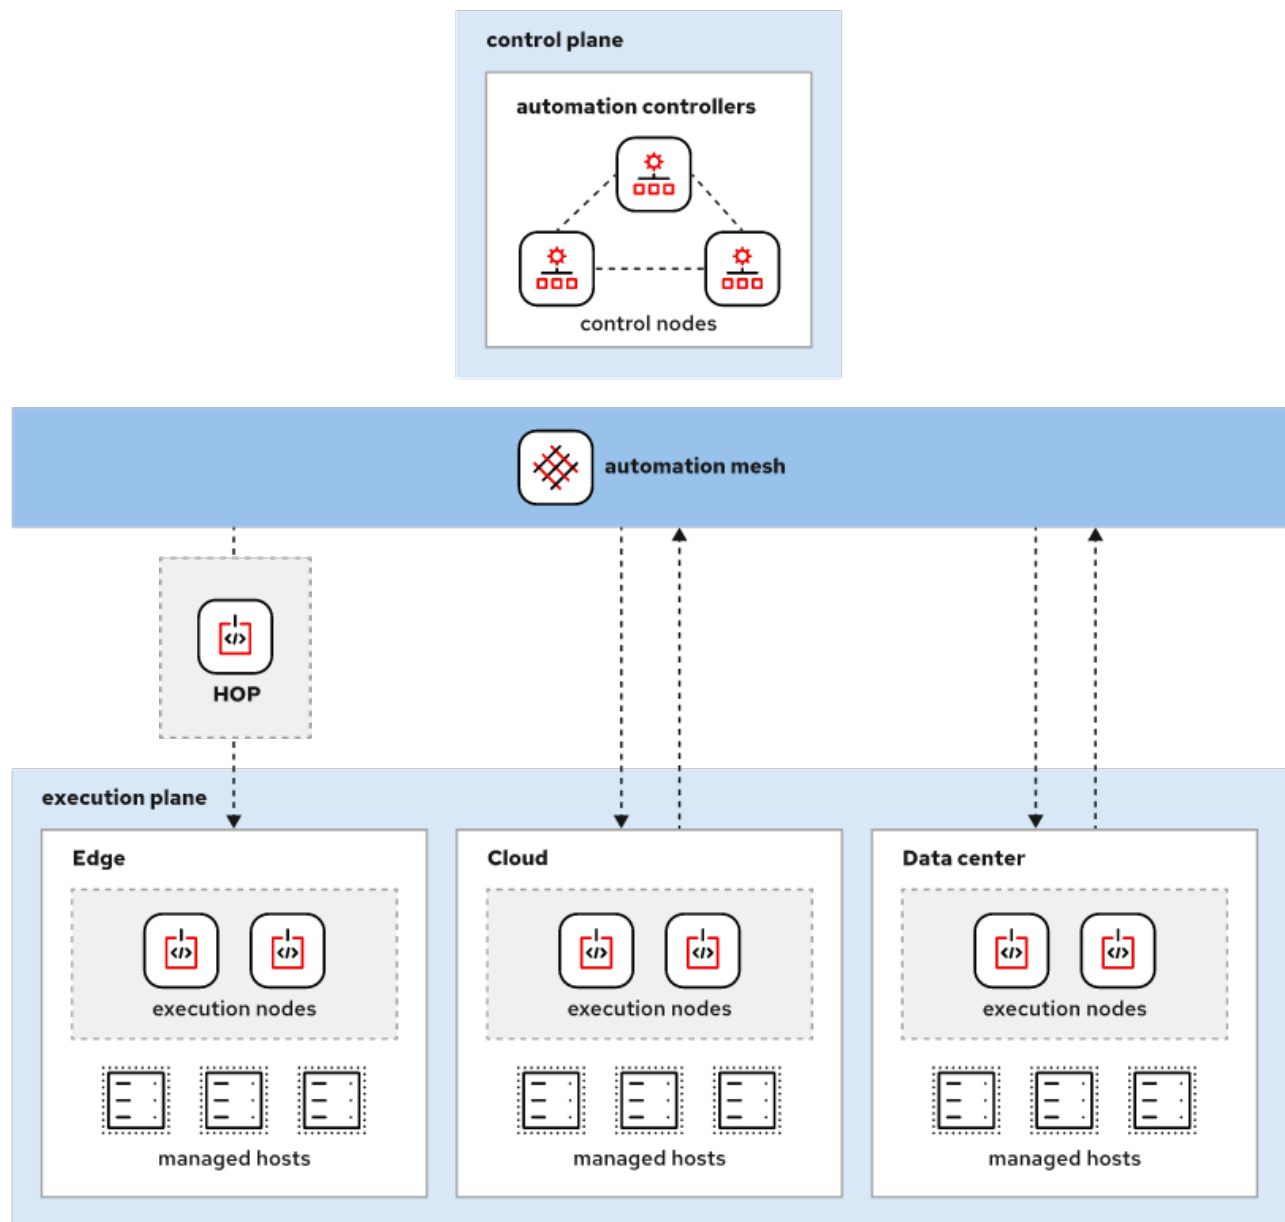 control plane
automation controllers
control nodes
automation mesh
</>
HOP
execution plane
Edge
</> </>
execution nodes
managed hosts
Cloud
</> </>
execution nodes
managed hosts
Data center
</> </>
execution nodes
managed hosts